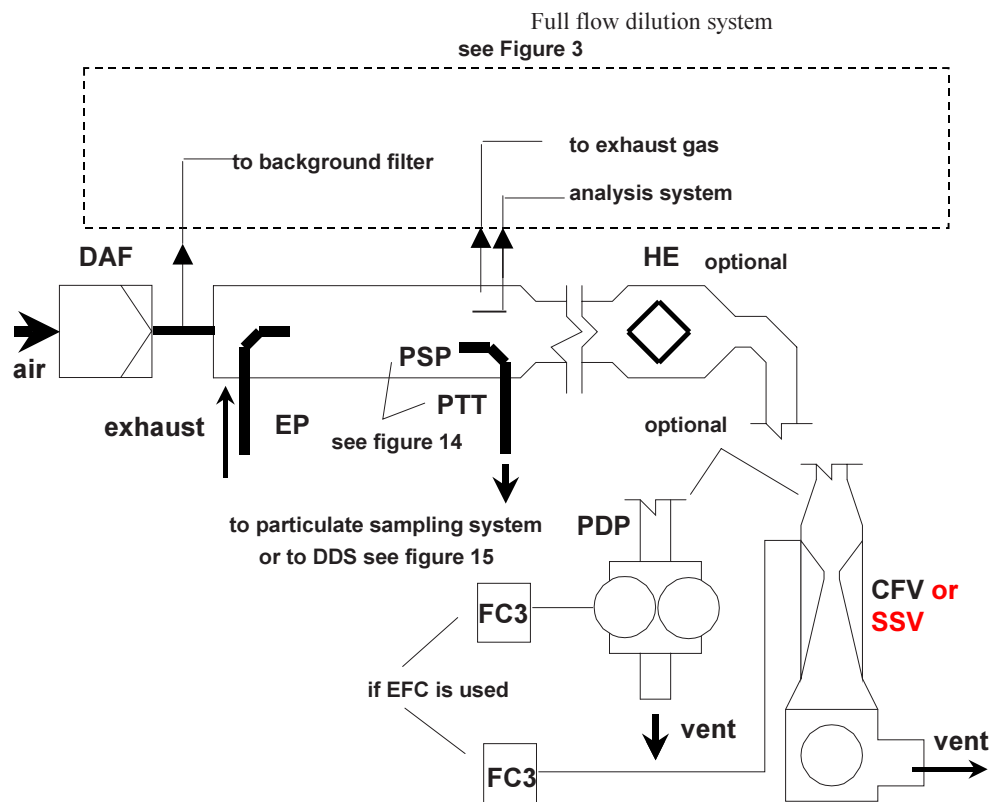 Full flow dilution system
see Figure 3
to background filter
to exhaust gas
analysis system
DAF
HE
optional
air
PSP
PTT
exhaust
EP
see figure 14
optional
to particulate sampling system
or to DDS see figure 15
PDP
CFV or
SSV
FC3
if EFC is used
vent
vent
FC3